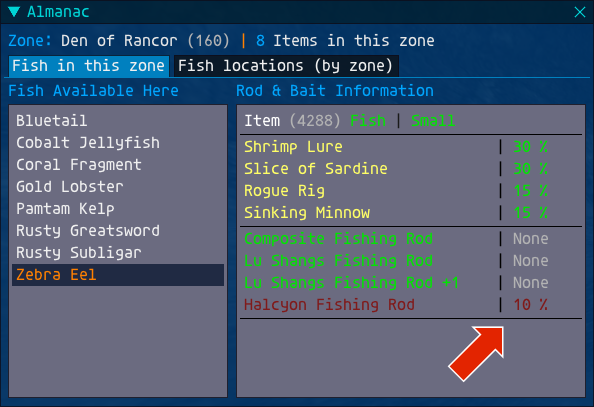 ▼ Almanac
Zone: Den of Rancor (160) | 8 Items in this zone
Fish in this zone Fish locations (by zone)
Fish Available Here
Bluetail
Cobalt Jellyfish
Coral Fragment
Gold Lobster
Pamtam Kelp
Rusty Greatsword
Rusty Subligar
Zebra Eel
Rod & Bait Information
Item (4288) Fish | Small
Shrimp Lure | 30 %
Slice of Sardine | 30 %
Rogue Rig | 15 %
Sinking Minnow | 15 %
Composite Fishing Rod | None
Lu Shangs Fishing Rod | None
Lu Shangs Fishing Rod +1 | None
Halcyon Fishing Rod | 10 %